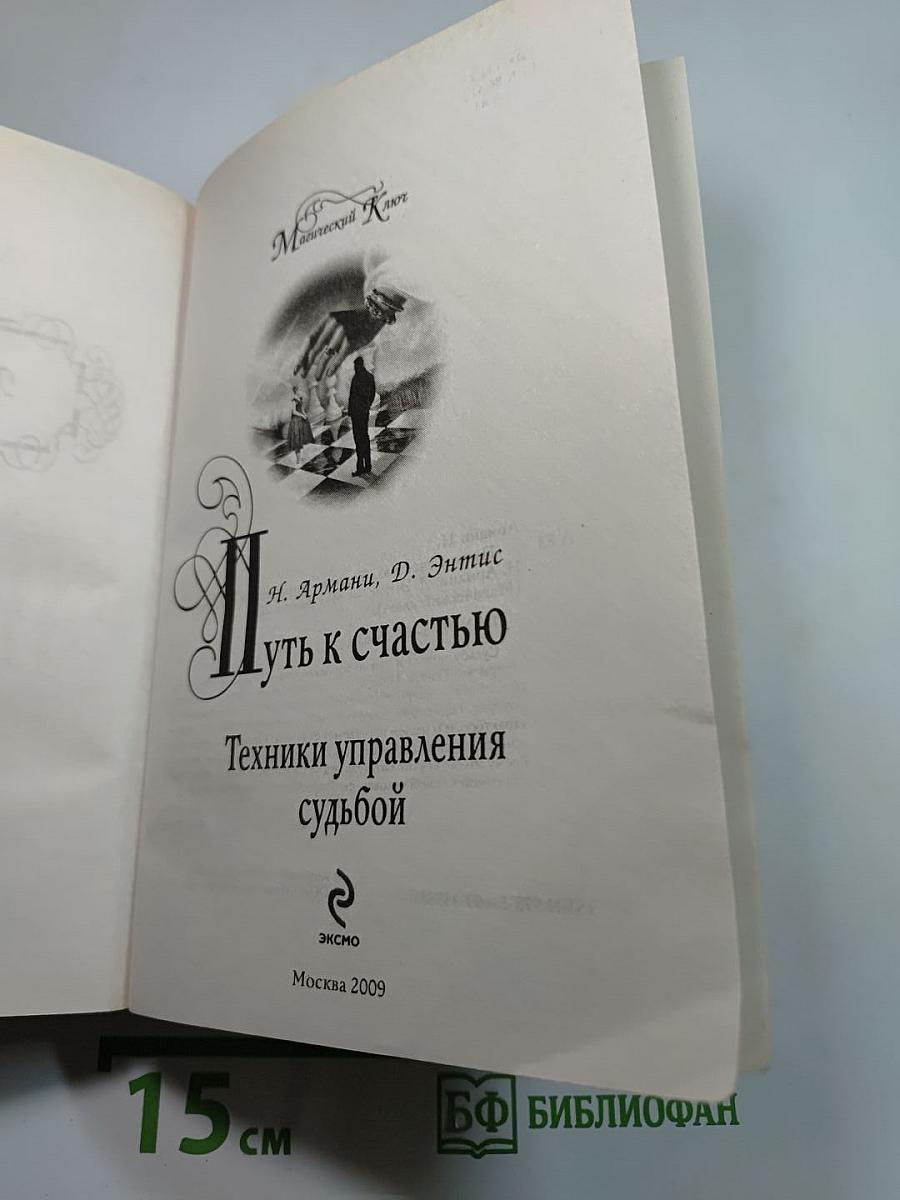 Магический Ключ
Н. Армани, Д. Энтис
Путь к счастью
Техники управления
судьбой
ЭКСМО
Москва 2009
15 см
БФ БИБЛИОФАН